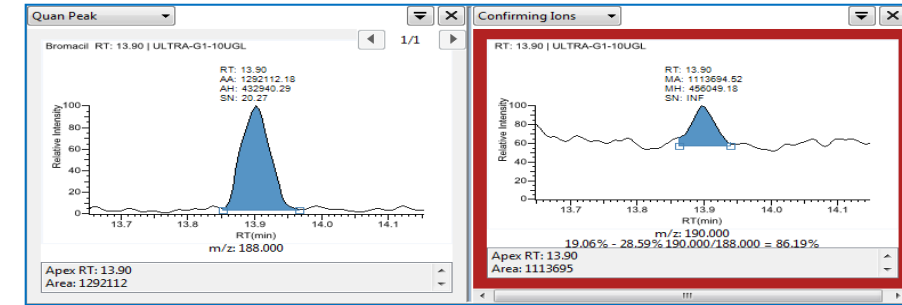 Quan Peak
Bromacil RT: 13.90 | ULTRA-G1-10UGL
1/1
RT: 13.90
AA: 1292112.18
AH: 432940.29
SN: 20.27
Relative Intensity
100
80
60
40
20
0
13.7 13.8 13.9 14.0 14.1
RT(min)
m/z: 188.000
Apex RT: 13.90
Area: 1292112
Confirming Ions
RT: 13.90 | ULTRA-G1-10UGL
RT: 13.90
MA: 1113694.52
MH: 456049.18
SN: INF
Relative Intensity
100
80
60
40
20
0
13.7 13.8 13.9 14.0 14.1
RT(min)
m/z: 190.000
19.06% - 28.59% 190.000/188.000 = 86.19%
Apex RT: 13.90
Area: 1113695